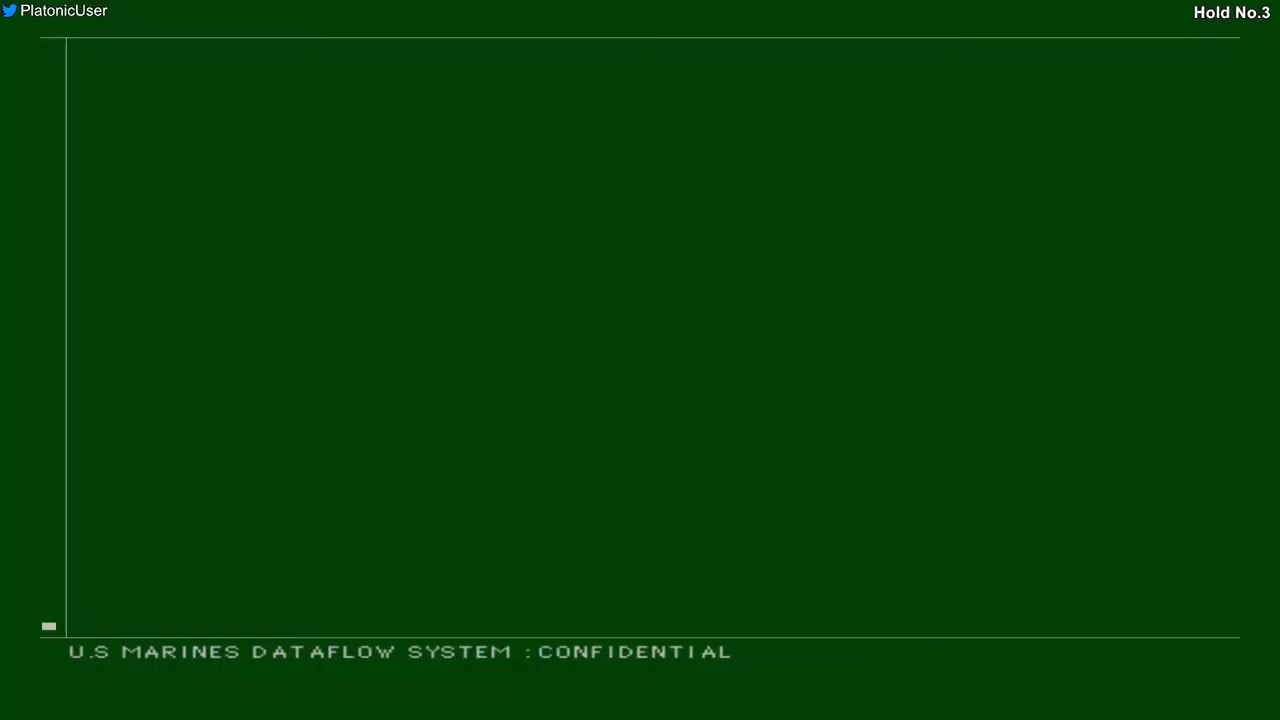 PlatonicUser
Hold No.3
U.S MARINES DATAFLOW SYSTEM :CONFIDENTIAL